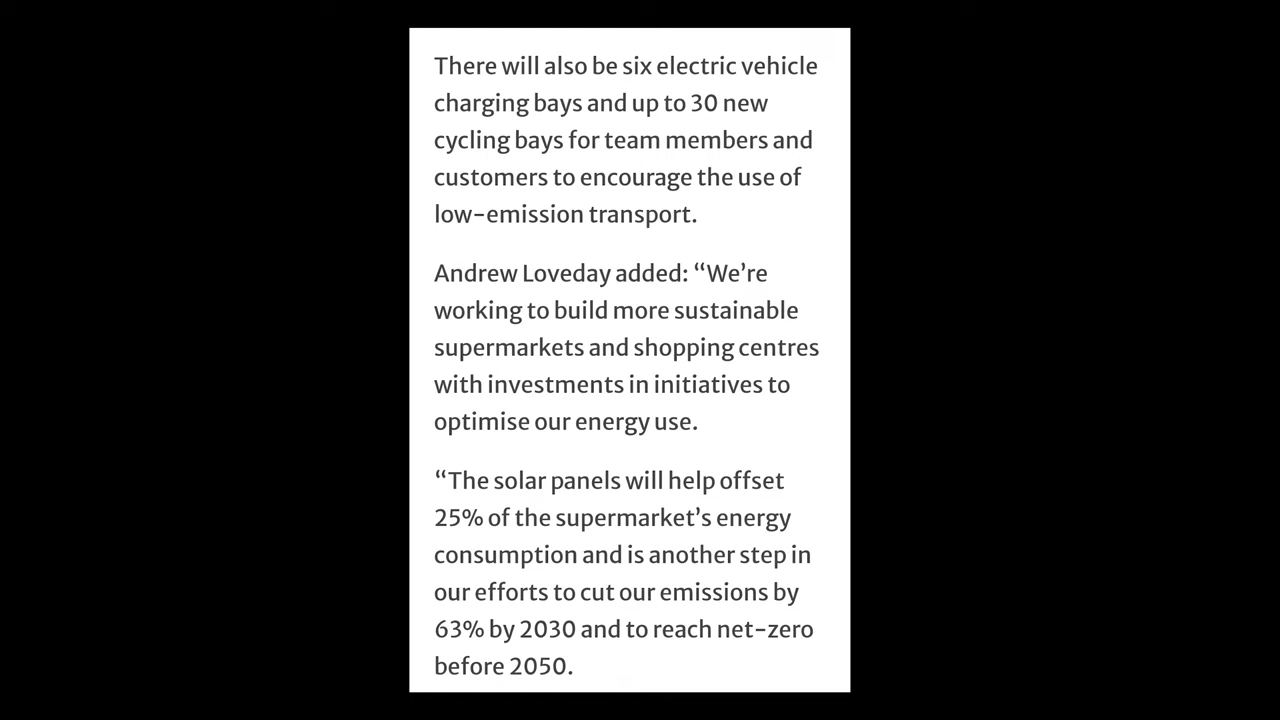 There will also be six electric vehicle
charging bays and up to 30 new
cycling bays for team members and
customers to encourage the use of
low-emission transport.
Andrew Loveday added: “We’re
working to build more sustainable
supermarkets and shopping centres
with investments in initiatives to
optimise our energy use.
“The solar panels will help offset
25% of the supermarket’s energy
consumption and is another step in
our efforts to cut our emissions by
63% by 2030 and to reach net-zero
before 2050.